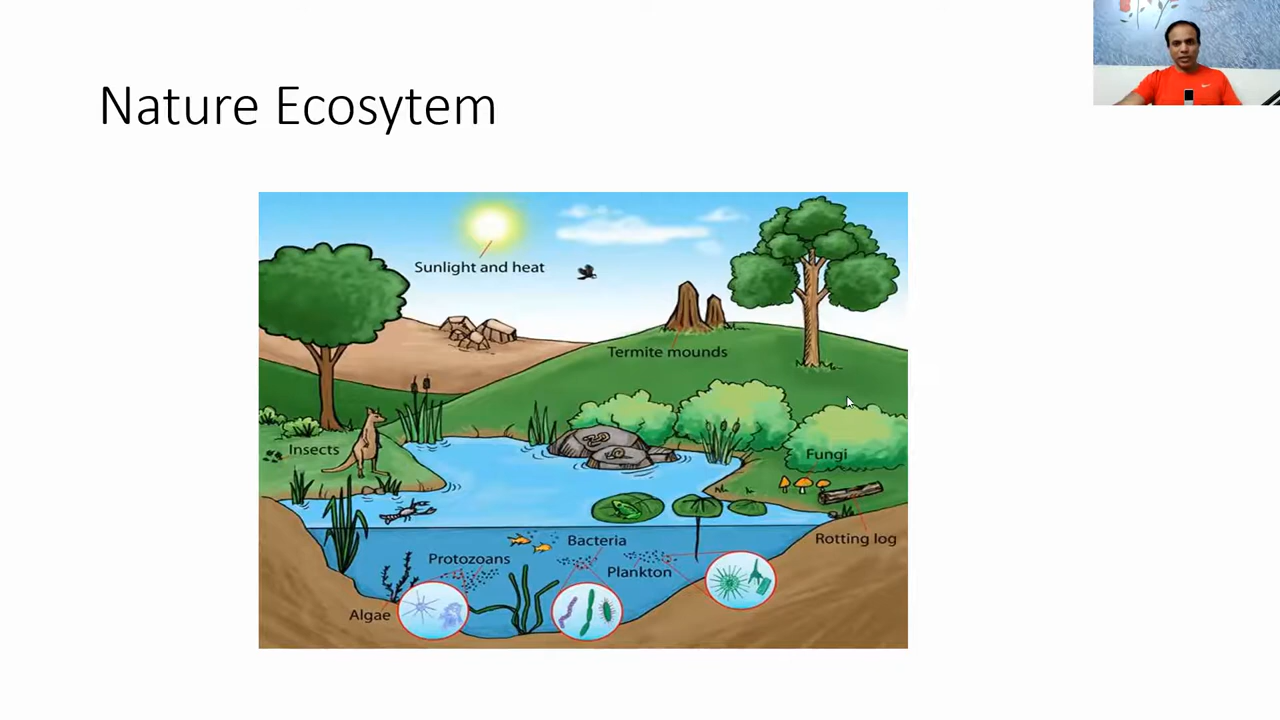 Nature Ecosytem
Sunlight and heat
Termite mounds
Insects
Fungi
Rotting log
Bacteria
Protozoans
Plankton
Algae